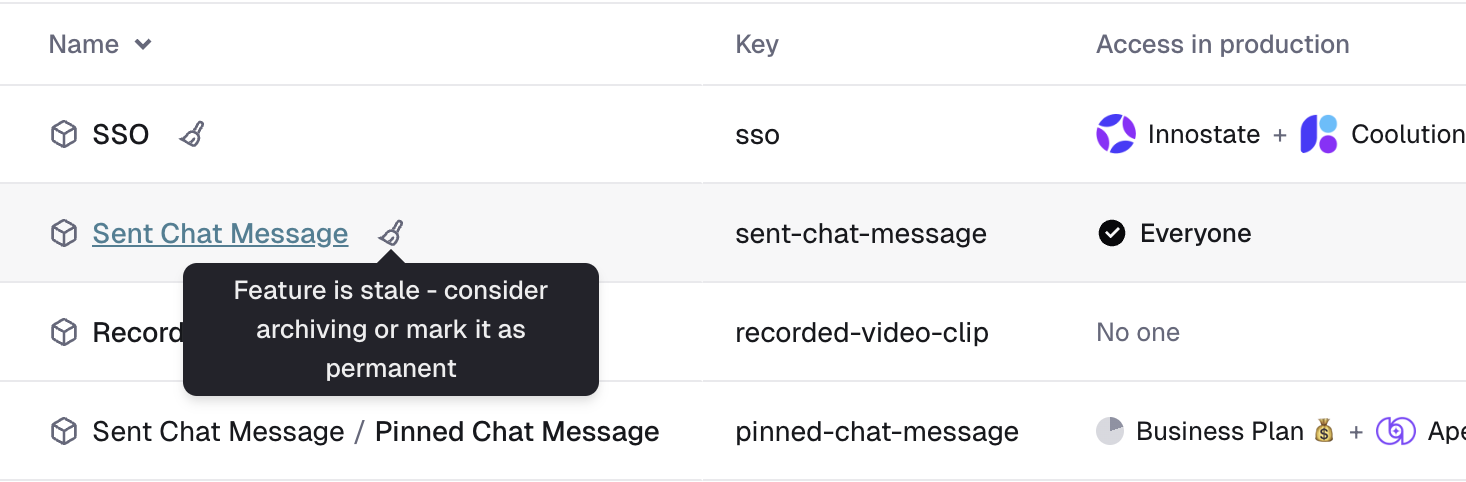 Name Key Access in production
SSO sso Innostate + Coolution
Sent Chat Message sent-chat-message Everyone
Feature is stale - consider
archiving or mark it as
permanent
Record recorded-video-clip No one
Sent Chat Message / Pinned Chat Message pinned-chat-message Business Plan 💰 + Ape